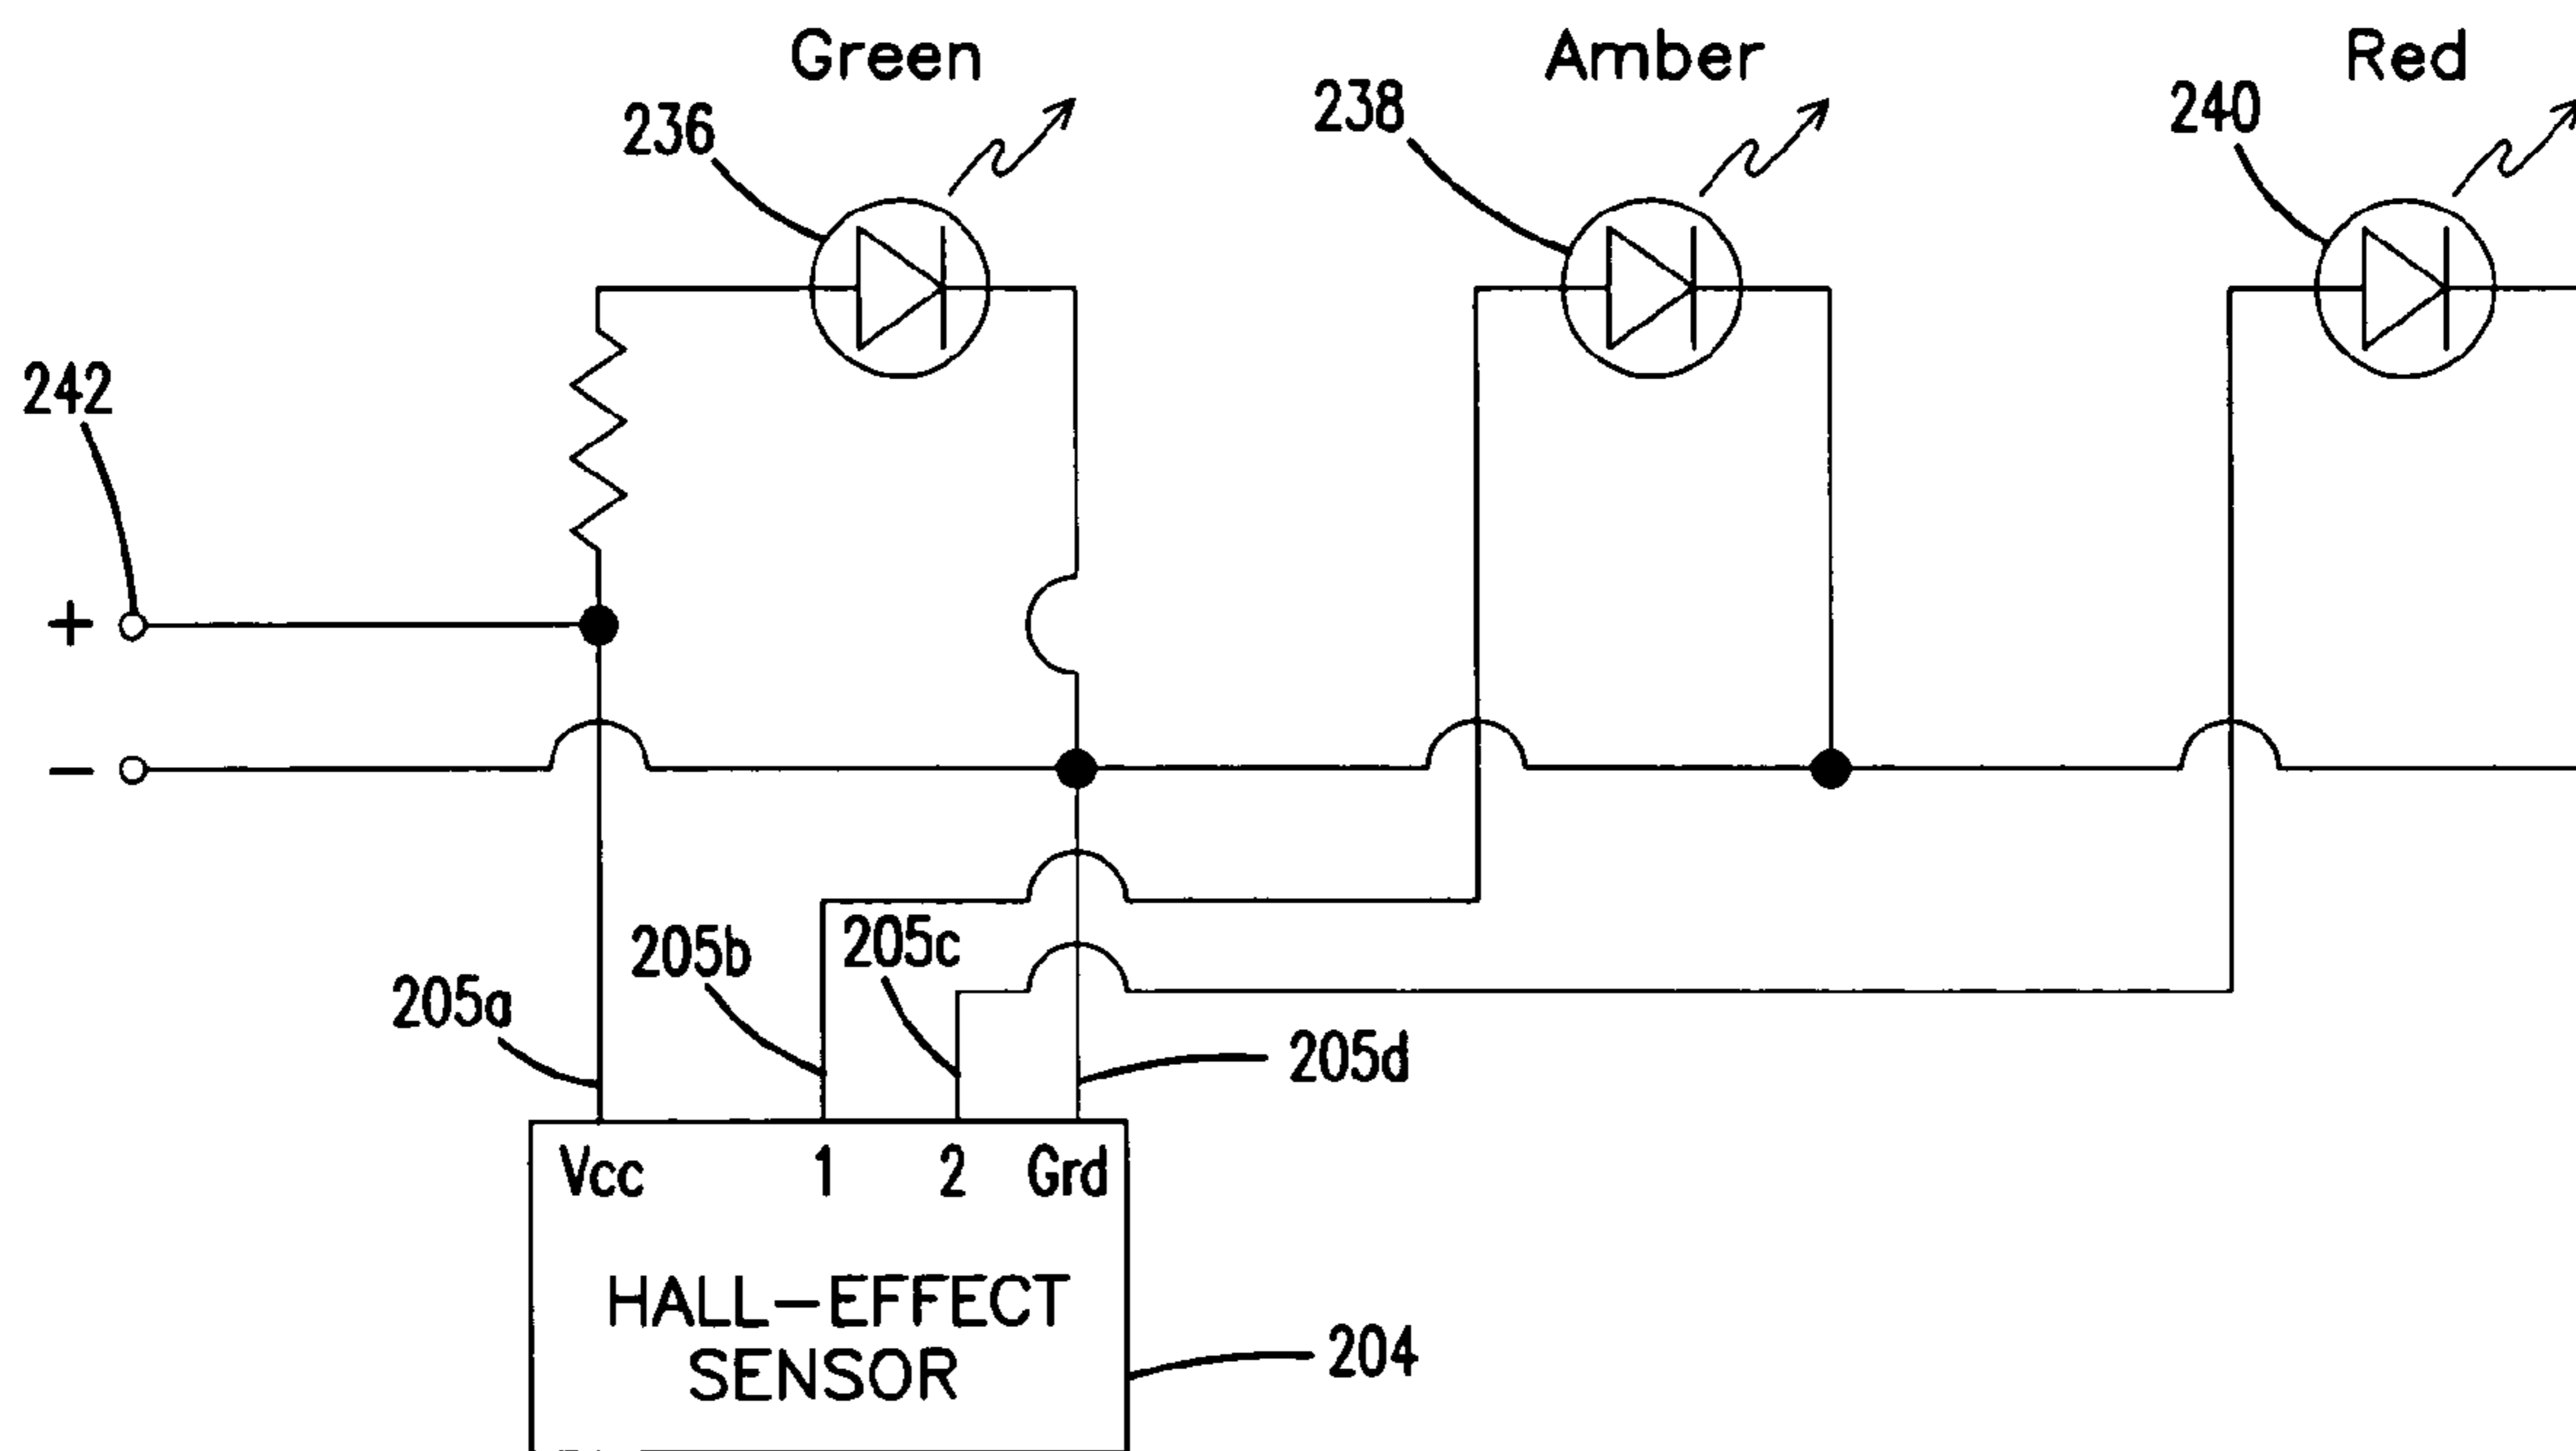 Green
Amber
Red
236
238
240
242
+
−
205a
205b
205c
205d
Vcc 1 2 Grd
HALL–EFFECT
SENSOR
204